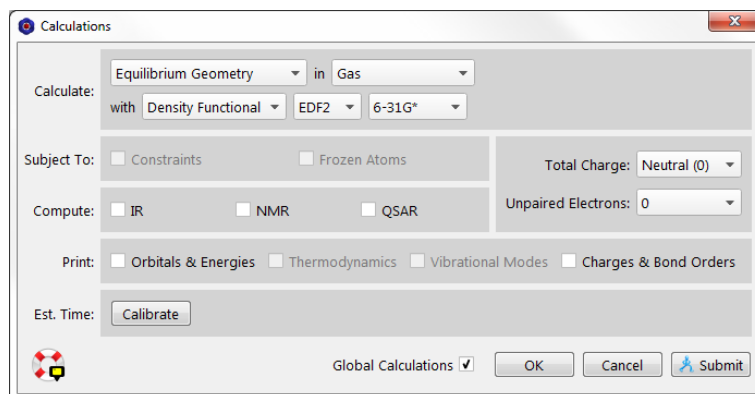 Calculations
Calculate: Equilibrium Geometry in Gas
with Density Functional EDF2 6-31G*
Subject To: Constraints Frozen Atoms
Total Charge: Neutral (0)
Compute: IR NMR QSAR
Unpaired Electrons: 0
Print: Orbitals & Energies Thermodynamics Vibrational Modes Charges & Bond Orders
Est. Time: Calibrate
Global Calculations OK Cancel Submit